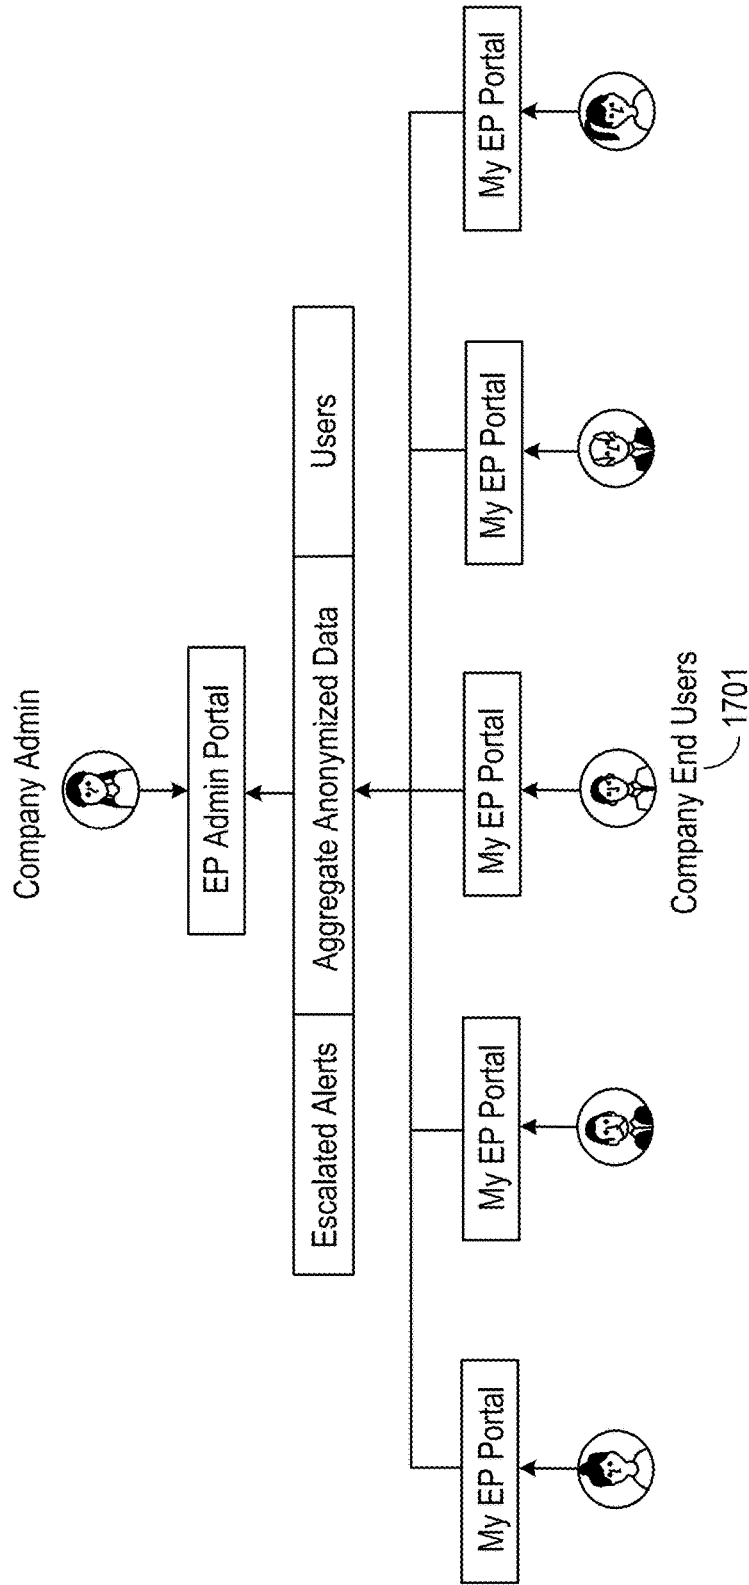 Company Admin
EP Admin Portal
Escalated Alerts
Aggregate Anonymized Data
Users
My EP Portal
My EP Portal
My EP Portal
My EP Portal
My EP Portal
Company End Users
1701